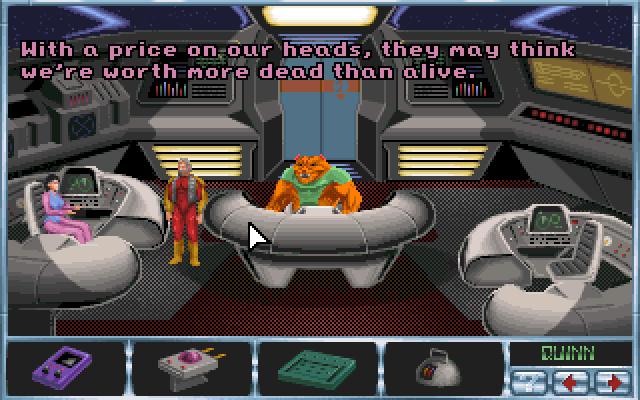 With a price on our heads, they may think
we're worth more dead than alive.
QUINN
?